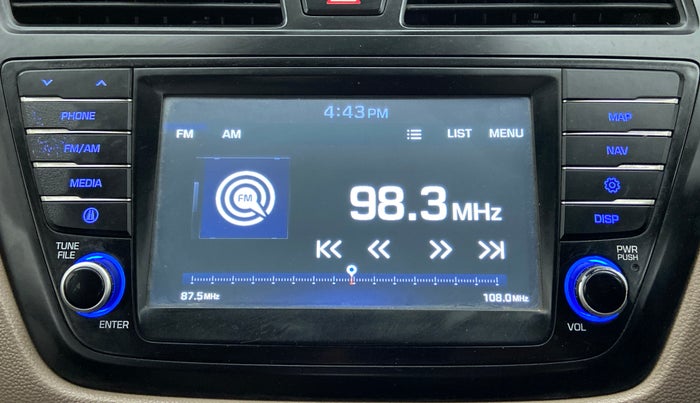 4:43 PM
FM AM LIST MENU
FM
98.3 MHz
87.5 MHz 108.0 MHz
PHONE
FM/AM
MEDIA
TUNE
FILE
ENTER
MAP
NAV
DISP
PWR
PUSH
VOL